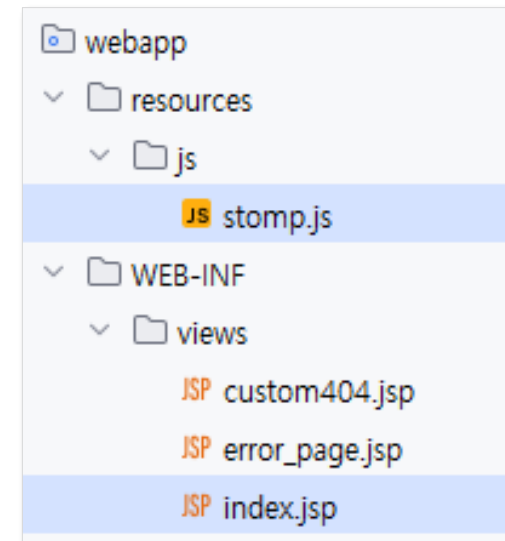 webapp
resources
js
JS stomp.js
WEB-INF
views
JSP custom404.jsp
JSP error_page.jsp
JSP index.jsp